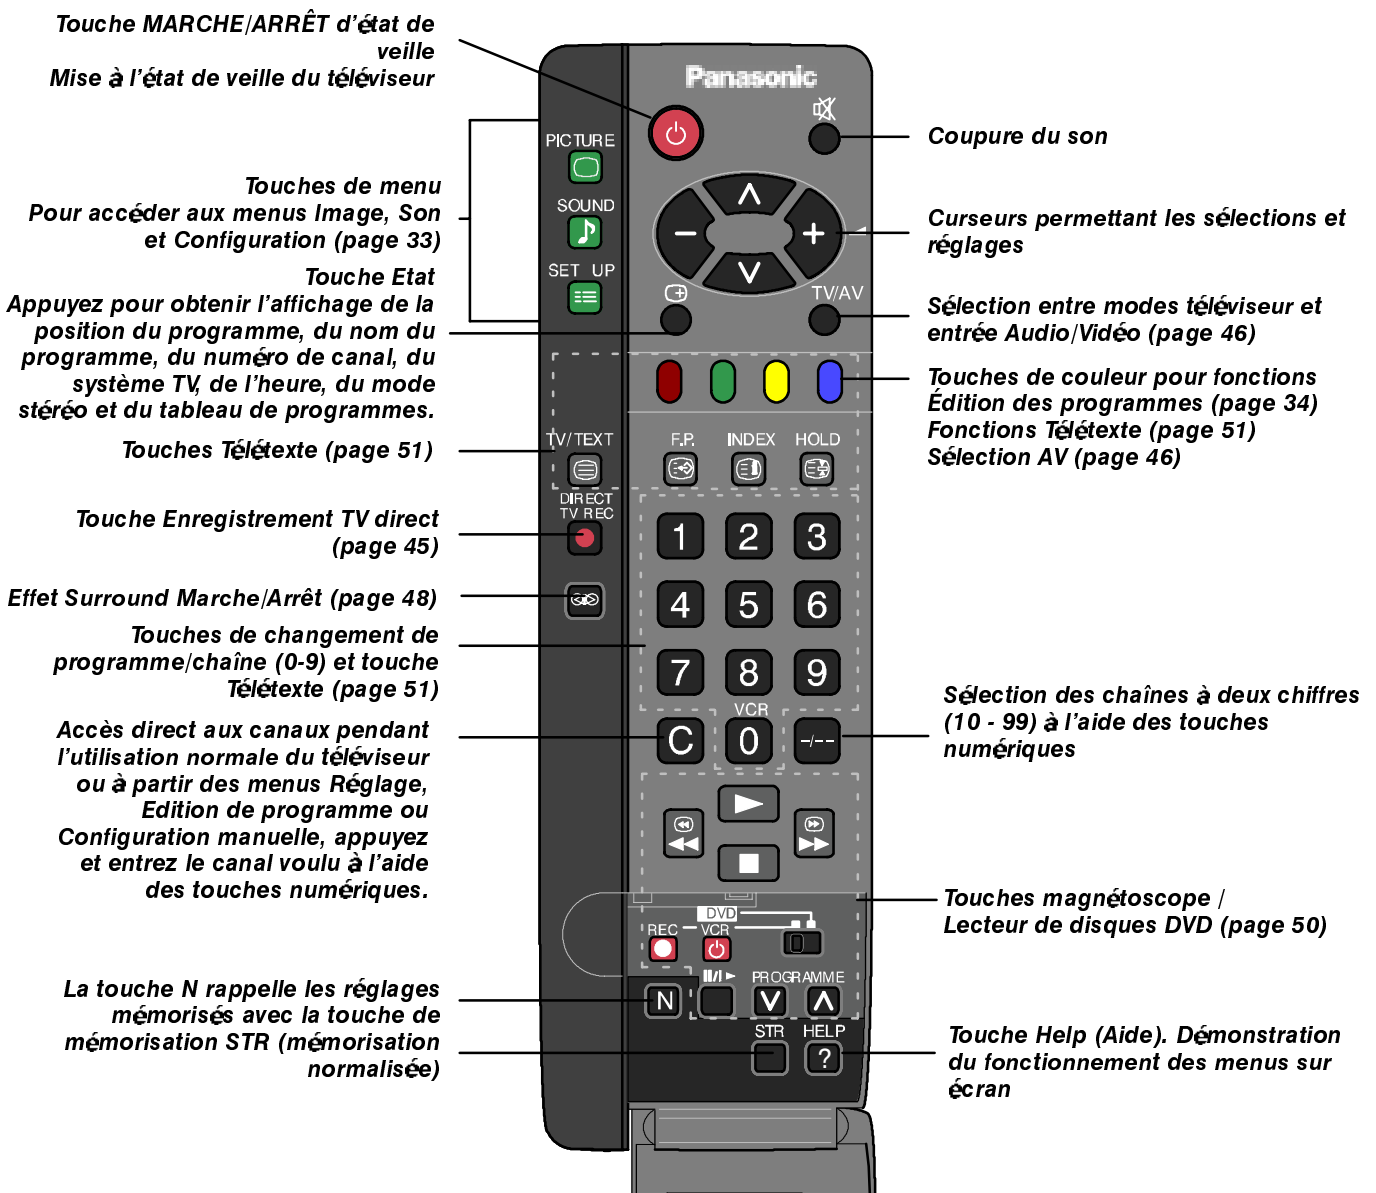 Touche MARCHE/ARRÊT d'état de
veille
Mise à l'état de veille du téléviseur
Touches de menu
Pour accéder aux menus Image, Son
et Configuration (page 33)
Touche Etat
Appuyez pour obtenir l'affichage de la
position du programme, du nom du
programme, du numéro de canal, du
système TV, de l'heure, du mode
stéréo et du tableau de programmes.
Touches Télétexte (page 51)
Touche Enregistrement TV direct
(page 45)
Effet Surround Marche/Arrêt (page 48)
Touches de changement de
programme/chaîne (0-9) et touche
Télétexte (page 51)
Accès direct aux canaux pendant
l'utilisation normale du téléviseur
ou à partir des menus Réglage,
Edition de programme ou
Configuration manuelle, appuyez
et entrez le canal voulu à l'aide
des touches numériques.
La touche N rappelle les réglages
mémorisés avec la touche de
mémorisation STR (mémorisation
normalisée)
Panasonic
PICTURE
SOUND
SET UP
TV/AV
TV/TEXT
F.P.
INDEX
HOLD
DIRECT
TV REC
1 2 3
4 5 6
7 8 9
VCR
C 0 -/--
DVD
REC
VCR
PROGRAMME
N
STR
HELP
?
Coupure du son
Curseurs permettant les sélections et
réglages
Sélection entre modes téléviseur et
entrée Audio/Vidéo (page 46)
Touches de couleur pour fonctions
Édition des programmes (page 34)
Fonctions Télétexte (page 51)
Sélection AV (page 46)
Sélection des chaînes à deux chiffres
(10 - 99) à l'aide des touches
numériques
Touches magnétoscope /
Lecteur de disques DVD (page 50)
Touche Help (Aide). Démonstration
du fonctionnement des menus sur
écran